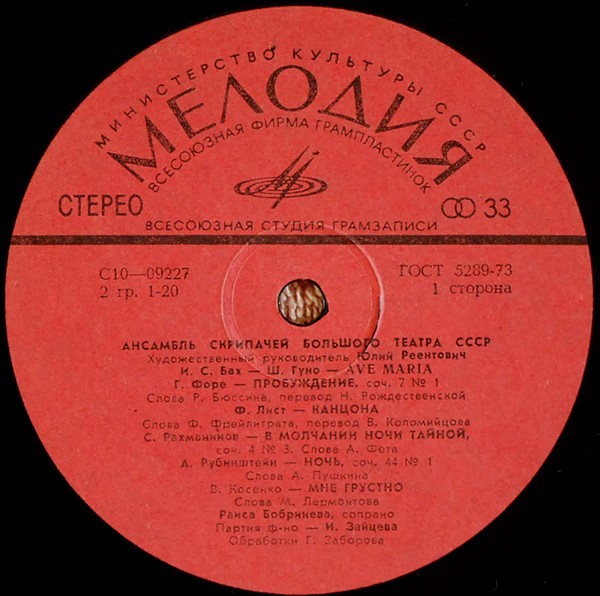 МИНИСТЕРСТВО КУЛЬТУРЫ СССР
МЕЛОДИЯ
ВСЕСОЮЗНАЯ ФИРМА ГРАМПЛАСТИНОК
СТЕРЕО
33
ВСЕСОЮЗНАЯ СТУДИЯ ГРАМЗАПИСИ
С10—09227
ГОСТ 5289-73
2 гр. 1-20
1 сторона
АНСАМБЛЬ СКРИПАЧЕЙ БОЛЬШОГО ТЕАТРА СССР
Художественный руководитель Юлий Реентович
И. С. Бах — Ш. Гуно — AVE MARIA
Г. Форе — ПРОБУЖДЕНИЕ, соч. 7 № 1
Слова Р. Бюссина, перевод Н. Рождественской
Ф. Лист — КАНЦОНА
Слова Ф. Фрейлиграта, перевод В. Коломийцова
С. Рахманинов — В МОЛЧАНИИ НОЧИ ТАЙНОЙ,
соч. 4 № 3. Слова А. Фета
А. Рубинштейн — НОЧЬ, соч. 44 № 1
Слова А. Пушкина
В. Косенко — МНЕ ГРУСТНО
Слова М. Лермонтова
Раиса Бобринева, сопрано
Партия ф-но — И. Зайцева
Обработки Г. Заборова